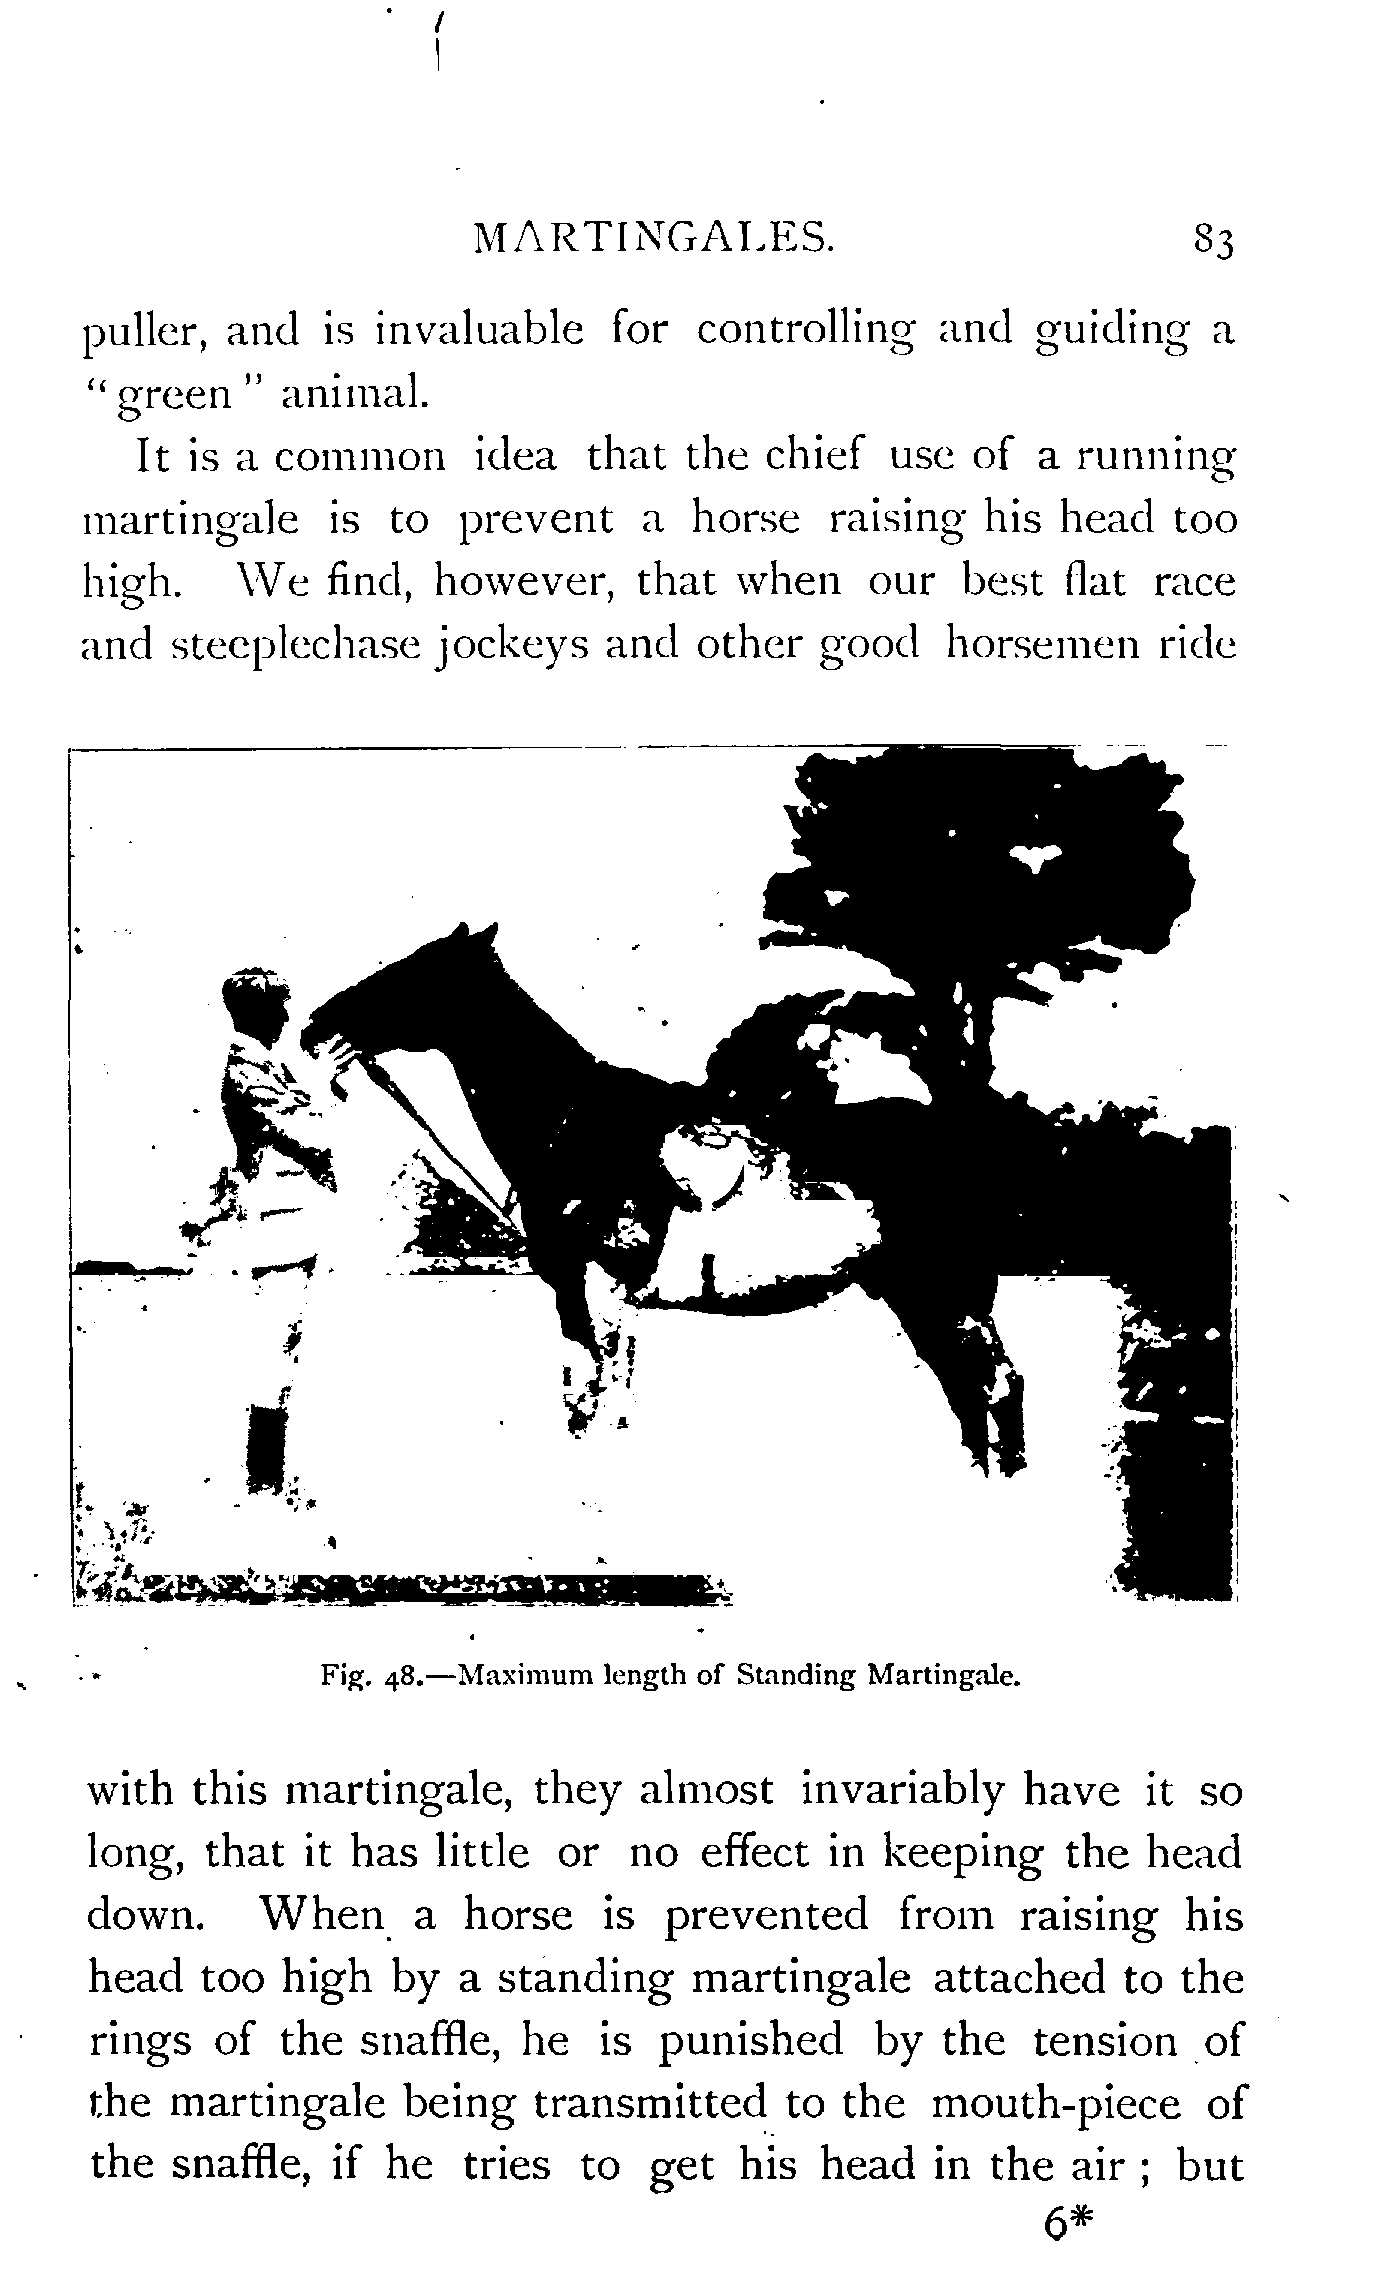 MARTINGALES. 83
puller, and is invaluable for controlling and guiding a
“ green ” animal.
It is a common idea that the chief use of a running
martingale is to prevent a horse raising his head too
high. We find, however, that when our best flat race
and steeplechase jockeys and other good horsemen ride
Fig. 48.—Maximum length of Standing Martingale.
with this martingale, they almost invariably have it so
long, that it has little or no effect in keeping the head
down. When a horse is prevented from raising his
head too high by a standing martingale attached to the
rings of the snaffle, he is punished by the tension of
the martingale being transmitted to the mouth-piece of
the snaffle, if he tries to get his head in the air ; but
6*